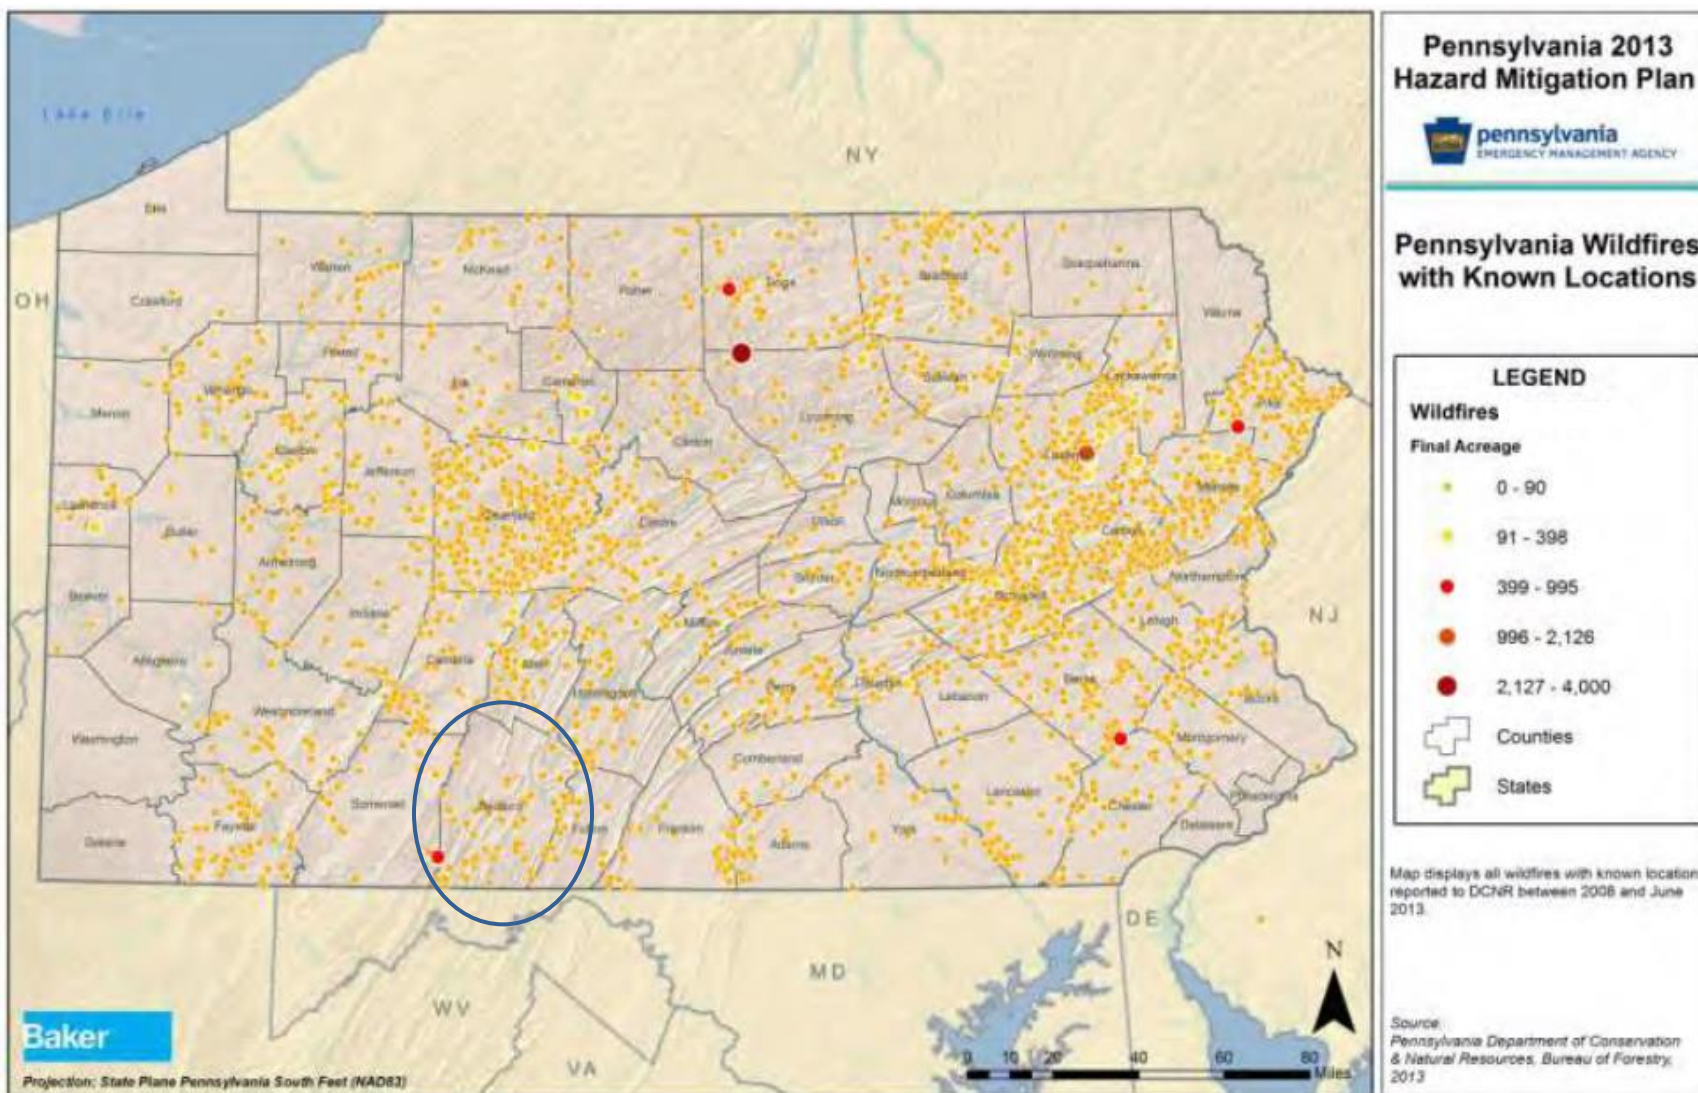 Pennsylvania 2013
Hazard Mitigation Plan
pennsylvania
EMERGENCY MANAGEMENT AGENCY
Pennsylvania Wildfires
with Known Locations
LEGEND
Wildfires
Final Acreage
0 - 90
91 - 398
399 - 995
996 - 2,126
2,127 - 4,000
Counties
States
Map displays all wildfires with known location
reported to DCNR between 2008 and June
2013.
Source:
Pennsylvania Department of Conservation
& Natural Resources, Bureau of Forestry,
2013
Lake Erie
NY
OH
NJ
DE
MD
WV
VA
Erie
Crawford
Warren
McKean
Potter
Tioga
Bradford
Susquehanna
Wayne
Mercer
Venango
Forest
Elk
Cameron
Clinton
Lycoming
Sullivan
Wyoming
Lackawanna
Pike
Lawrence
Butler
Clarion
Jefferson
Clearfield
Centre
Union
Montour
Columbia
Luzerne
Monroe
Carbon
Beaver
Armstrong
Indiana
Snyder
Northumberland
Schuylkill
Northampton
Lehigh
Allegheny
Westmoreland
Cambria
Blair
Huntingdon
Mifflin
Juniata
Perry
Dauphin
Lebanon
Berks
Bucks
Montgomery
Washington
Greene
Fayette
Somerset
Bedford
Fulton
Franklin
Cumberland
Adams
York
Lancaster
Chester
Delaware
Philadelphia
N
0 10 20 40 60 80
Miles
Baker
Projection: State Plane Pennsylvania South Feet (NAD83)